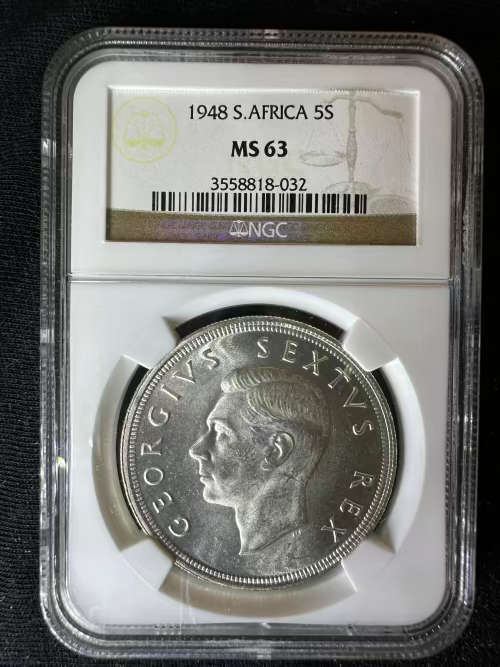 1948 S.AFRICA 5S
MS 63
3558818-032
NGC
GEORGIVS SEXTVS REX